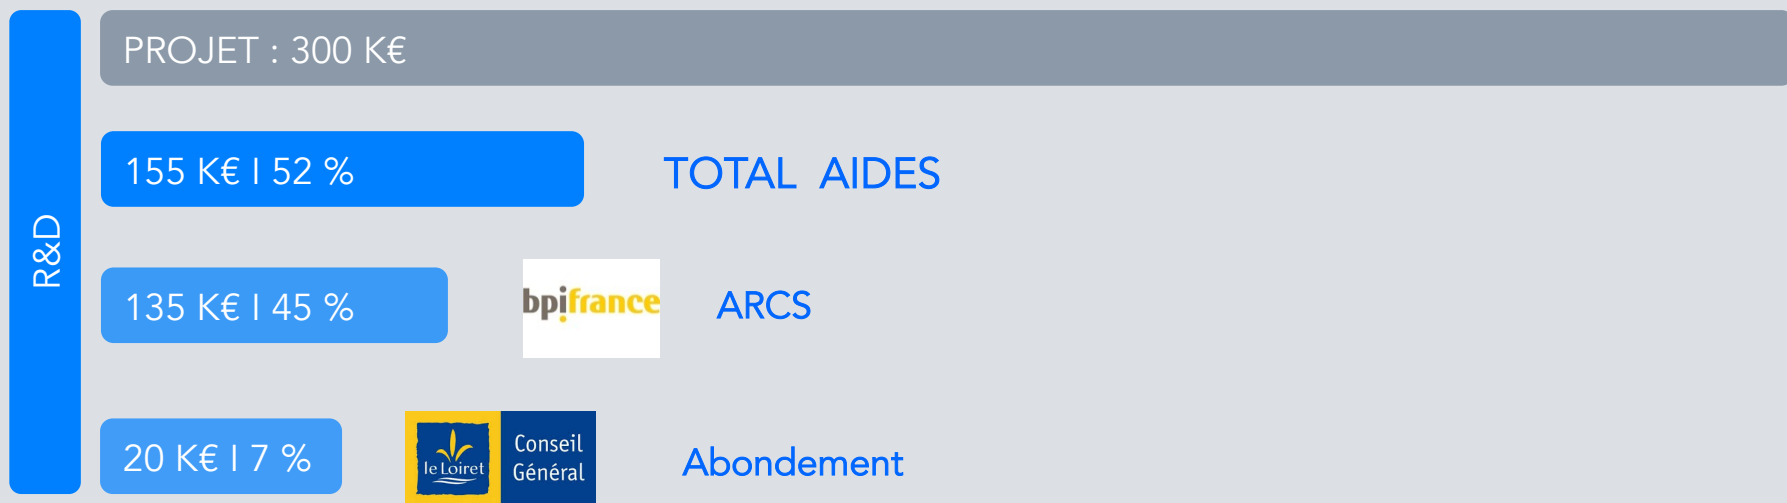 R&D
PROJET : 300 K€
155 K€ I 52 %
TOTAL AIDES
135 K€ I 45 %
bpifrance
ARCS
20 K€ I 7 %
le Loiret
Conseil
Général
Abondement